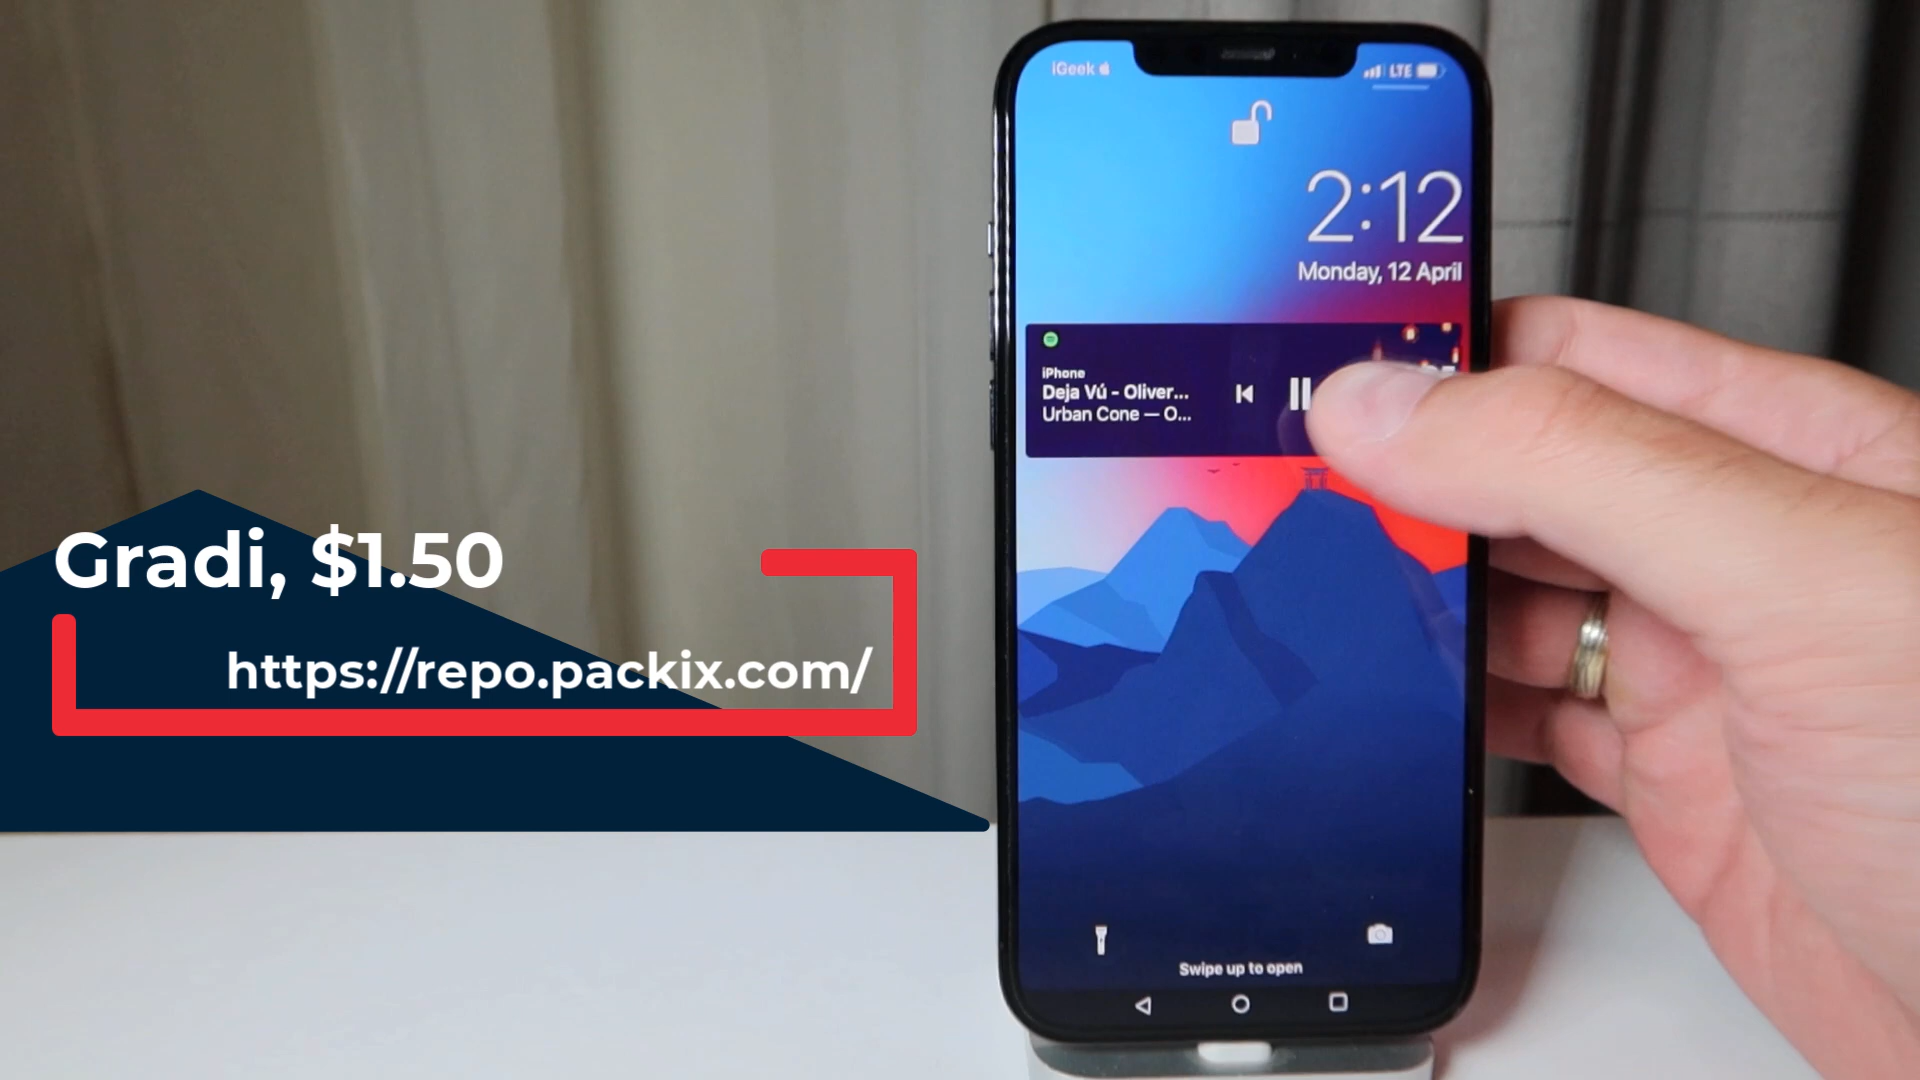 Gradi, $1.50
https://repo.packix.com/
iGeek
LTE
2:12
Monday, 12 April
iPhone
Deja Vú - Oliver...
Urban Cone — O...
Swipe up to open